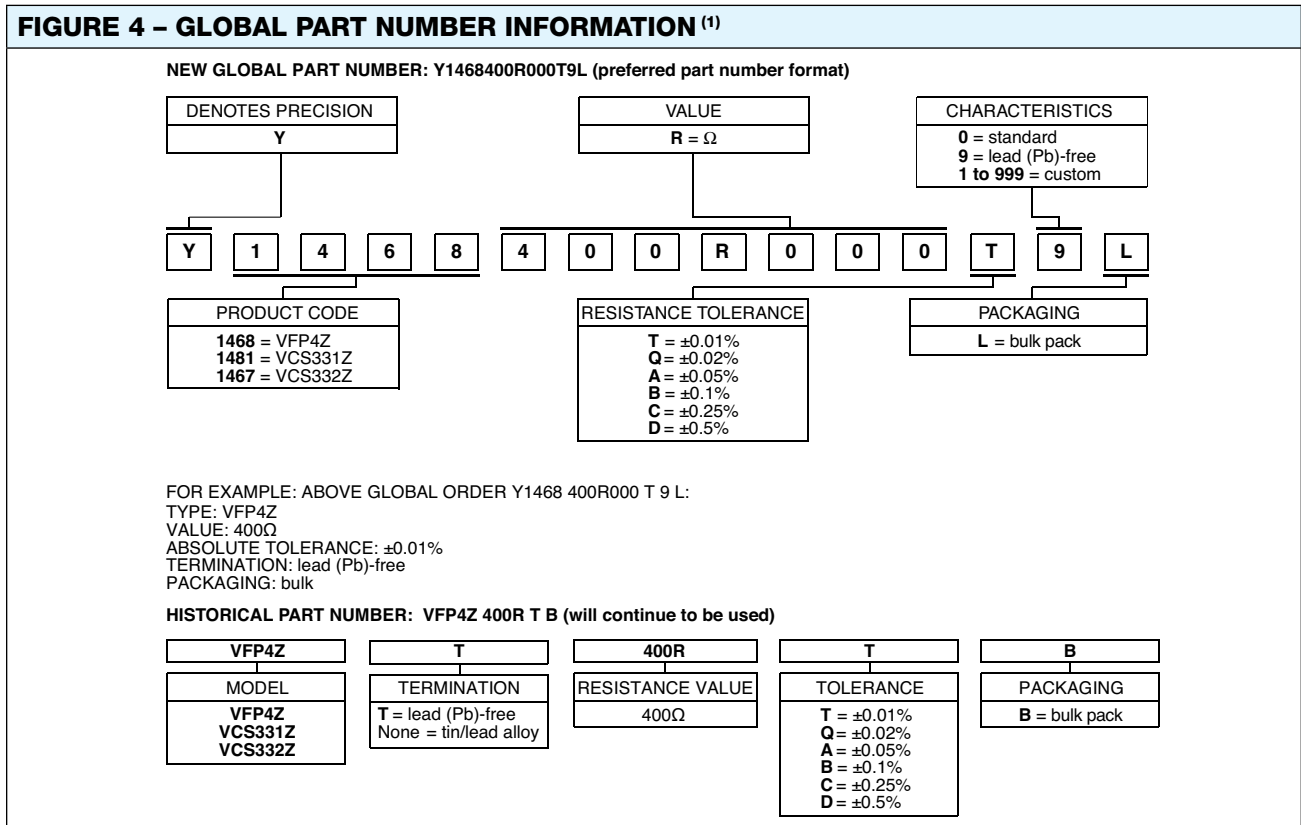 FIGURE 4 – GLOBAL PART NUMBER INFORMATION (1)
NEW GLOBAL PART NUMBER: Y1468400R000T9L (preferred part number format)
DENOTES PRECISION
Y
VALUE
R = Ω
CHARACTERISTICS
0 = standard
9 = lead (Pb)-free
1 to 999 = custom
Y 1 4 6 8 4 0 0 R 0 0 0 T 9 L
PRODUCT CODE
1468 = VFP4Z
1481 = VCS331Z
1467 = VCS332Z
RESISTANCE TOLERANCE
T = ±0.01%
Q = ±0.02%
A = ±0.05%
B = ±0.1%
C = ±0.25%
D = ±0.5%
PACKAGING
L = bulk pack
FOR EXAMPLE: ABOVE GLOBAL ORDER Y1468 400R000 T 9 L:
TYPE: VFP4Z
VALUE: 400Ω
ABSOLUTE TOLERANCE: ±0.01%
TERMINATION: lead (Pb)-free
PACKAGING: bulk
HISTORICAL PART NUMBER: VFP4Z 400R T B (will continue to be used)
VFP4Z
T
400R
T
B
MODEL
VFP4Z
VCS331Z
VCS332Z
TERMINATION
T = lead (Pb)-free
None = tin/lead alloy
RESISTANCE VALUE
400Ω
TOLERANCE
T = ±0.01%
Q = ±0.02%
A = ±0.05%
B = ±0.1%
C = ±0.25%
D = ±0.5%
PACKAGING
B = bulk pack